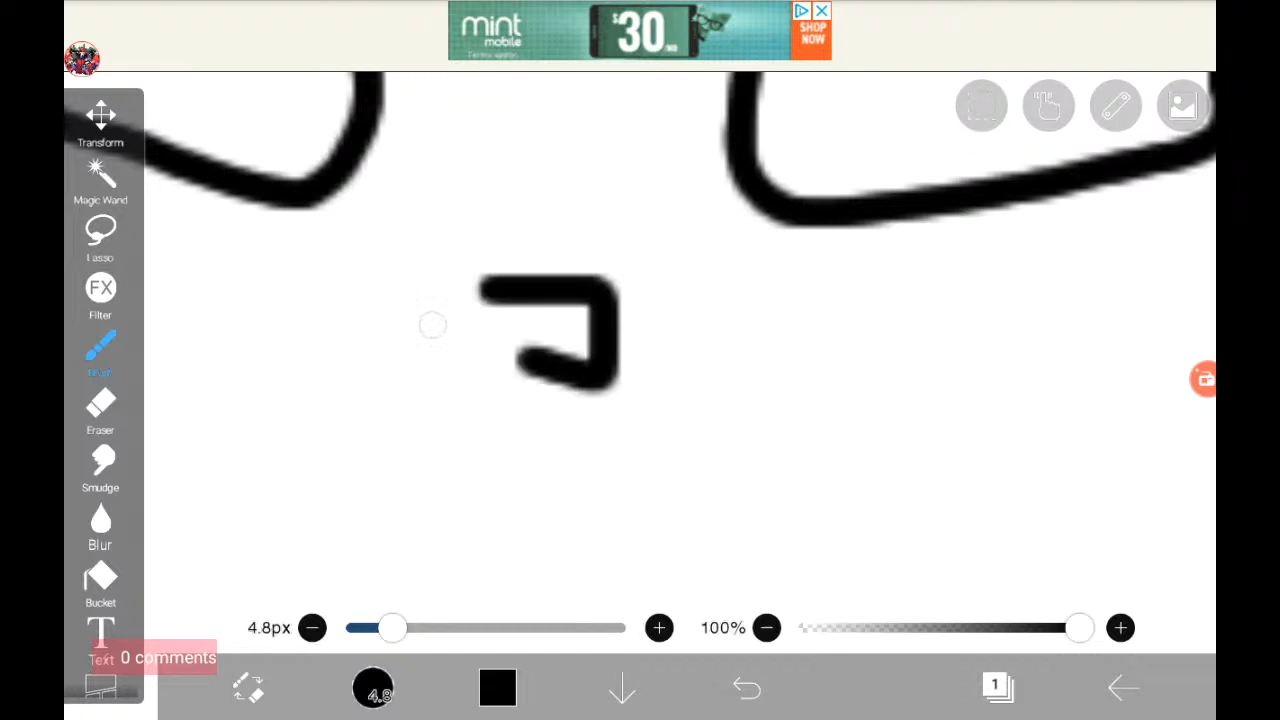 mint
mobile
$30
SHOP
NOW
Transform
Magic Wand
Lasso
FX
Filter
Eraser
Smudge
Blur
Bucket
T
Text
0 comments
4.8px
100%
4.8
1